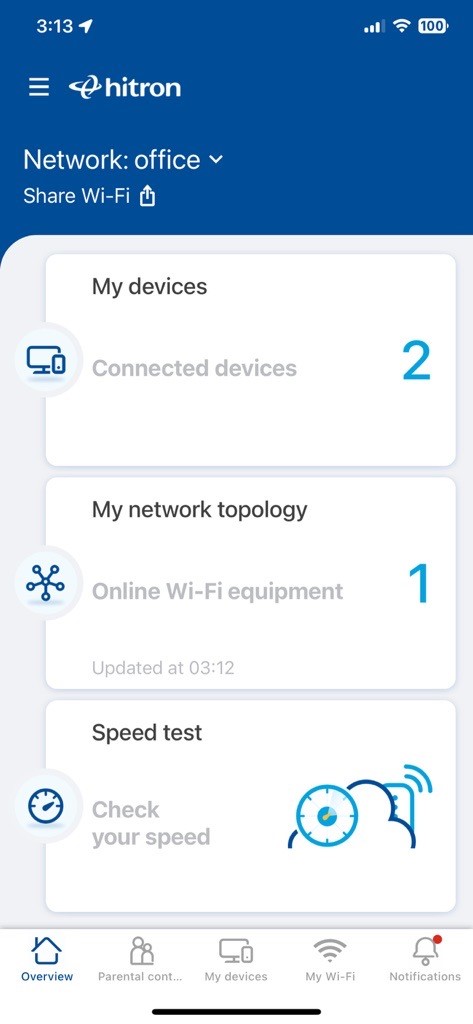 3:13
100
hitron
Network: office
Share Wi-Fi
My devices
Connected devices
2
My network topology
Online Wi-Fi equipment
1
Updated at 03:12
Speed test
Check
your speed
Overview
Parental cont...
My devices
My Wi-Fi
Notifications